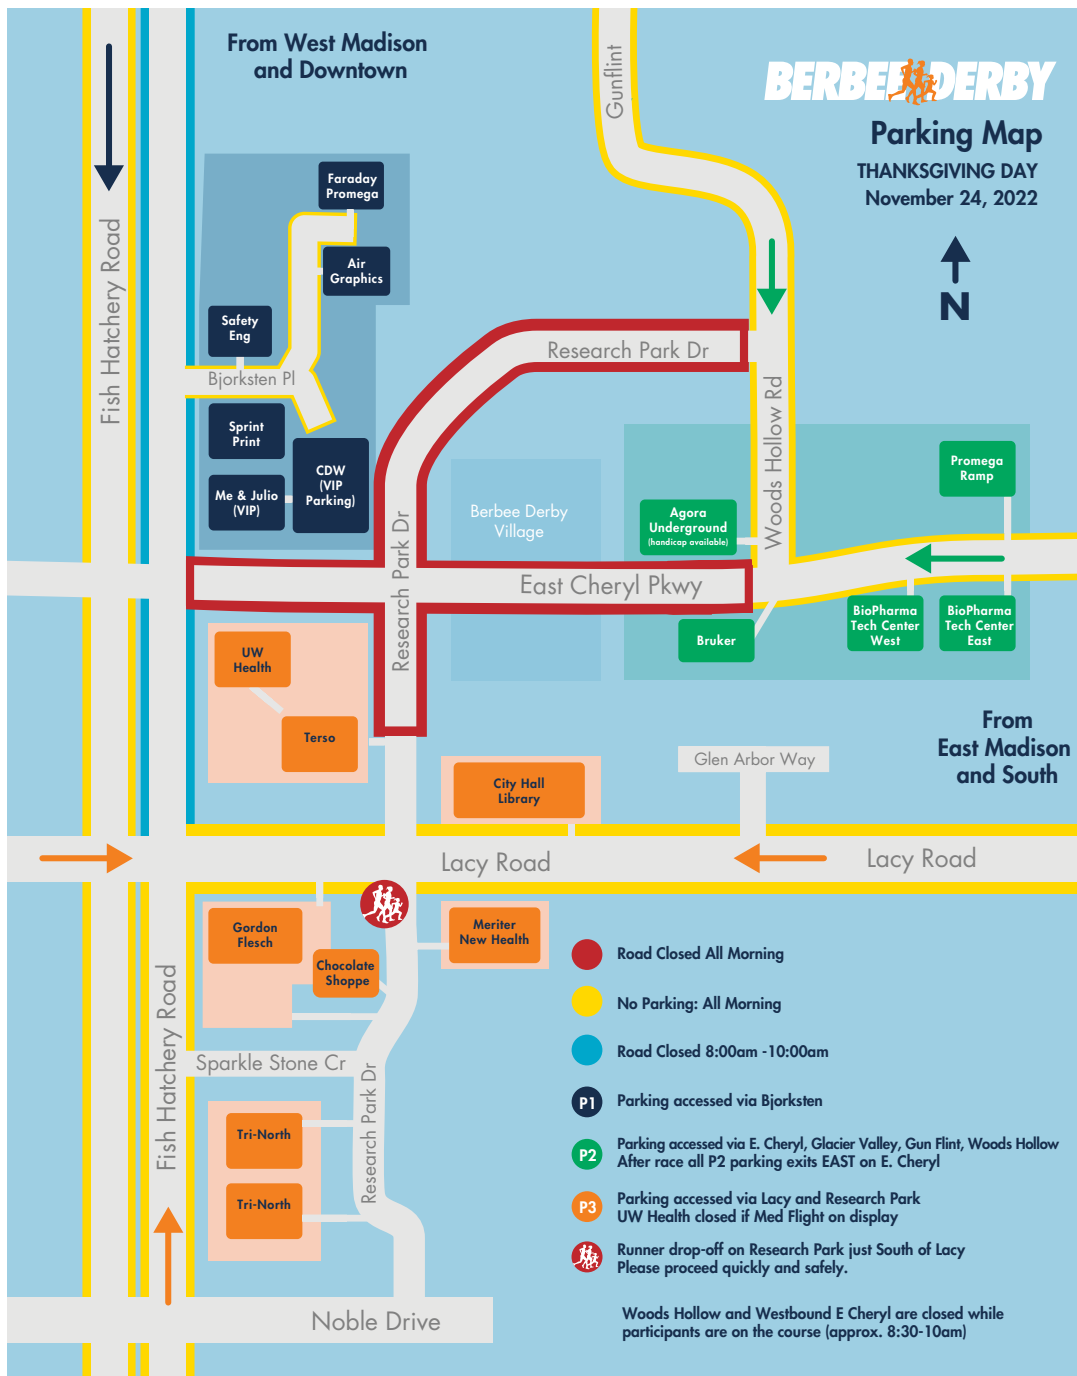 From West Madison
and Downtown
Gunflint
BERBEE DERBY
Parking Map
THANKSGIVING DAY
November 24, 2022
N
Fish Hatchery Road
Faraday
Promega
Air
Graphics
Safety
Eng
Bjorksten Pl
Sprint
Print
CDW
(VIP
Parking)
Me & Julio
(VIP)
Research Park Dr
Woods Hollow Rd
Promega
Ramp
Berbee Derby
Village
Agora
Underground
(handicap available)
Research Park Dr
East Cheryl Pkwy
BioPharma
Tech Center
West
BioPharma
Tech Center
East
Bruker
UW
Health
Terso
From
East Madison
and South
Glen Arbor Way
City Hall
Library
Lacy Road
Lacy Road
Gordon
Flesch
Chocolate
Shoppe
Meriter
New Health
Fish Hatchery Road
Sparkle Stone Cr
Research Park Dr
Tri-North
Tri-North
Noble Drive
Road Closed All Morning
No Parking: All Morning
Road Closed 8:00am -10:00am
P1 Parking accessed via Bjorksten
P2 Parking accessed via E. Cheryl, Glacier Valley, Gun Flint, Woods Hollow
After race all P2 parking exits EAST on E. Cheryl
P3 Parking accessed via Lacy and Research Park
UW Health closed if Med Flight on display
Runner drop-off on Research Park just South of Lacy
Please proceed quickly and safely.
Woods Hollow and Westbound E Cheryl are closed while
participants are on the course (approx. 8:30-10am)